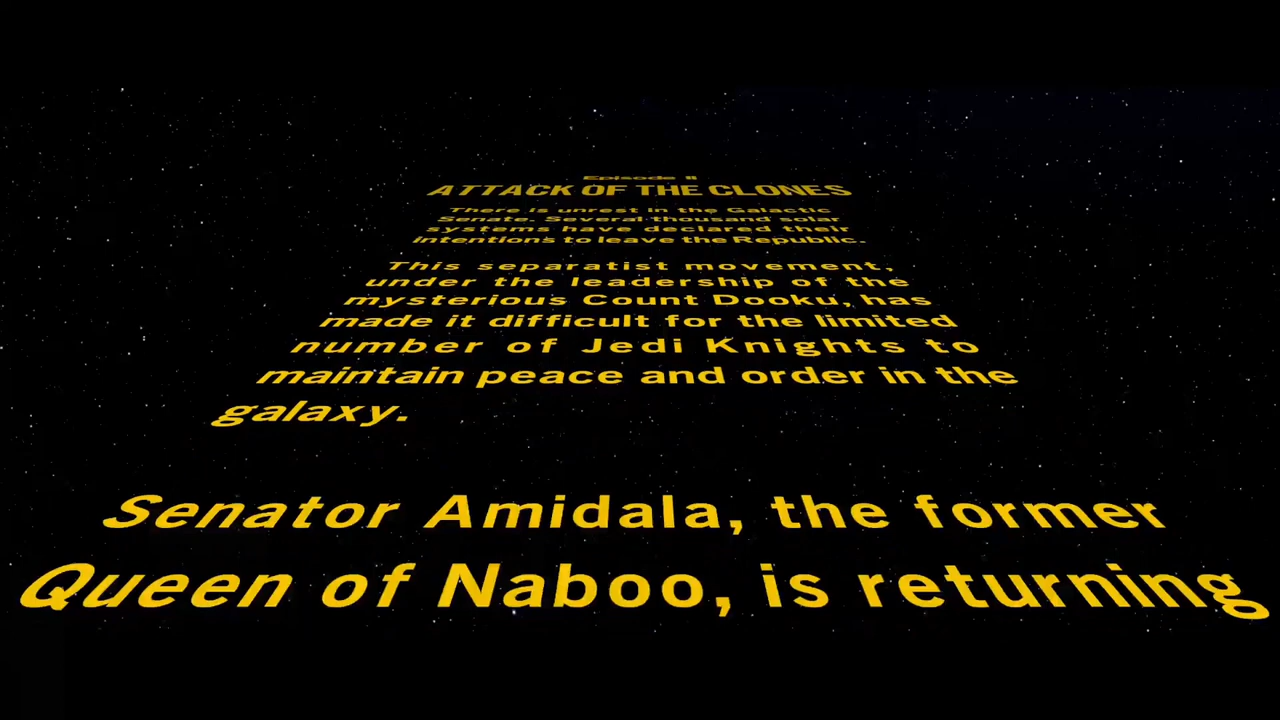 Episode II
ATTACK OF THE CLONES
There is unrest in the Galactic
Senate. Several thousand solar
systems have declared their
intentions to leave the Republic.
This separatist movement,
under the leadership of the
mysterious Count Dooku, has
made it difficult for the limited
number of Jedi Knights to
maintain peace and order in the
galaxy.
Senator Amidala, the former
Queen of Naboo, is returning